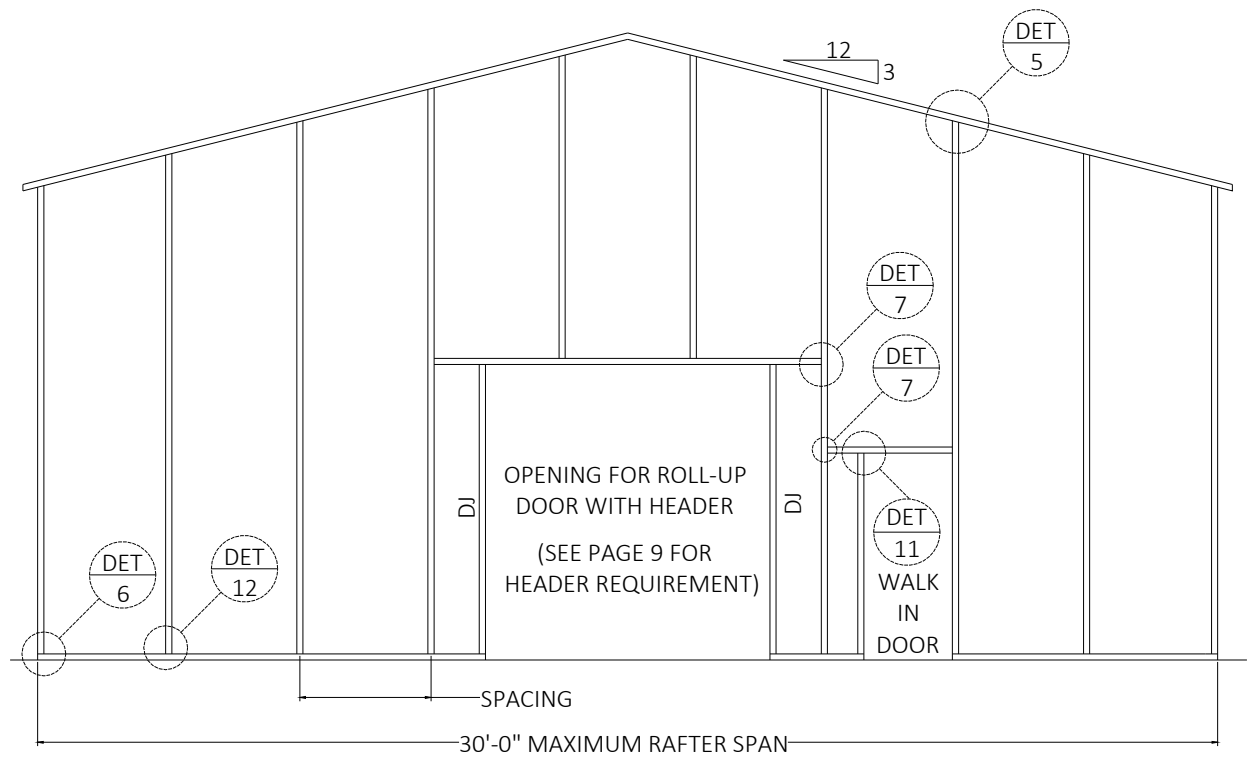 DET
5
12
3
DET
7
DET
7
OPENING FOR ROLL-UP
DOOR WITH HEADER
(SEE PAGE 9 FOR
HEADER REQUIREMENT)
DJ
DJ
DET
11
WALK
IN
DOOR
DET
6
DET
12
SPACING
30'-0" MAXIMUM RAFTER SPAN